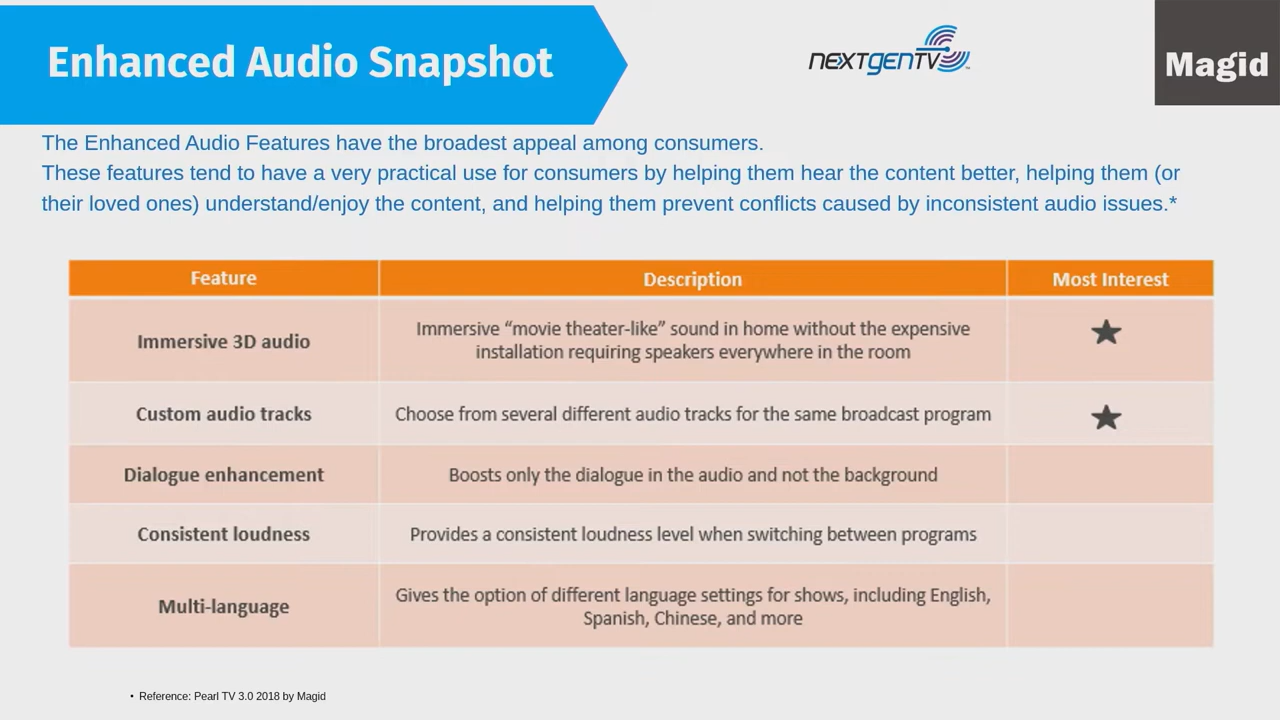 Enhanced Audio Snapshot
NEXTGENTV
Magid
The Enhanced Audio Features have the broadest appeal among consumers.
These features tend to have a very practical use for consumers by helping them hear the content better, helping them (or
their loved ones) understand/enjoy the content, and helping them prevent conflicts caused by inconsistent audio issues.*
Feature Description Most Interest
Immersive 3D audio
Immersive “movie theater-like” sound in home without the expensive
installation requiring speakers everywhere in the room
Custom audio tracks Choose from several different audio tracks for the same broadcast program
Dialogue enhancement Boosts only the dialogue in the audio and not the background
Consistent loudness Provides a consistent loudness level when switching between programs
Multi-language
Gives the option of different language settings for shows, including English,
Spanish, Chinese, and more
• Reference: Pearl TV 3.0 2018 by Magid